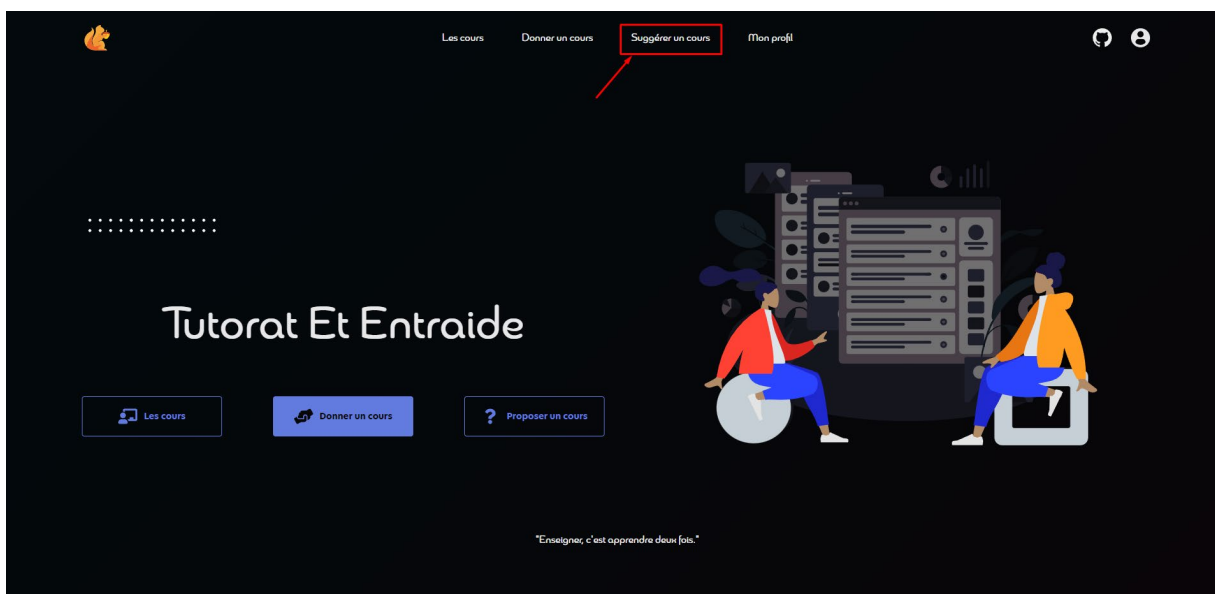 Les cours
Donner un cours
Suggérer un cours
Mon profil
Tutorat Et Entraide
Les cours
Donner un cours
? Proposer un cours
"Enseigner, c'est apprendre deux fois."